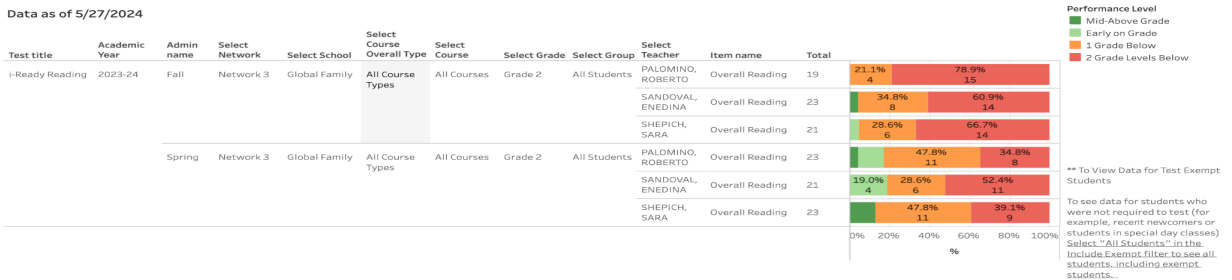 Data as of 5/27/2024
Test title Academic Year Admin name Select Network Select School Select Course Overall Type Select Course Select Grade Select Group Select Teacher Item name Total
i-Ready Reading 2023-24 Fall Network 3 Global Family All Course Types All Courses Grade 2 All Students PALOMINO, ROBERTO Overall Reading 19 21.1% 4 78.9% 15
SANDOVAL, ENEDINA Overall Reading 23 34.8% 8 60.9% 14
SHEPICH, SARA Overall Reading 21 28.6% 6 66.7% 14
Spring Network 3 Global Family All Course Types All Courses Grade 2 All Students PALOMINO, ROBERTO Overall Reading 23 47.8% 11 34.8% 8
SANDOVAL, ENEDINA Overall Reading 21 19.0% 4 28.6% 6 52.4% 11
SHEPICH, SARA Overall Reading 23 47.8% 11 39.1% 9
0% 20% 40% 60% 80% 100%
%
Performance Level
Mid-Above Grade
Early on Grade
1 Grade Below
2 Grade Levels Below
** To View Data for Test Exempt
Students
To see data for students who
were not required to test (for
example, recent newcomers or
students in special day classes)
Select "All Students" in the
Include Exempt filter to see all
students, including exempt
students.